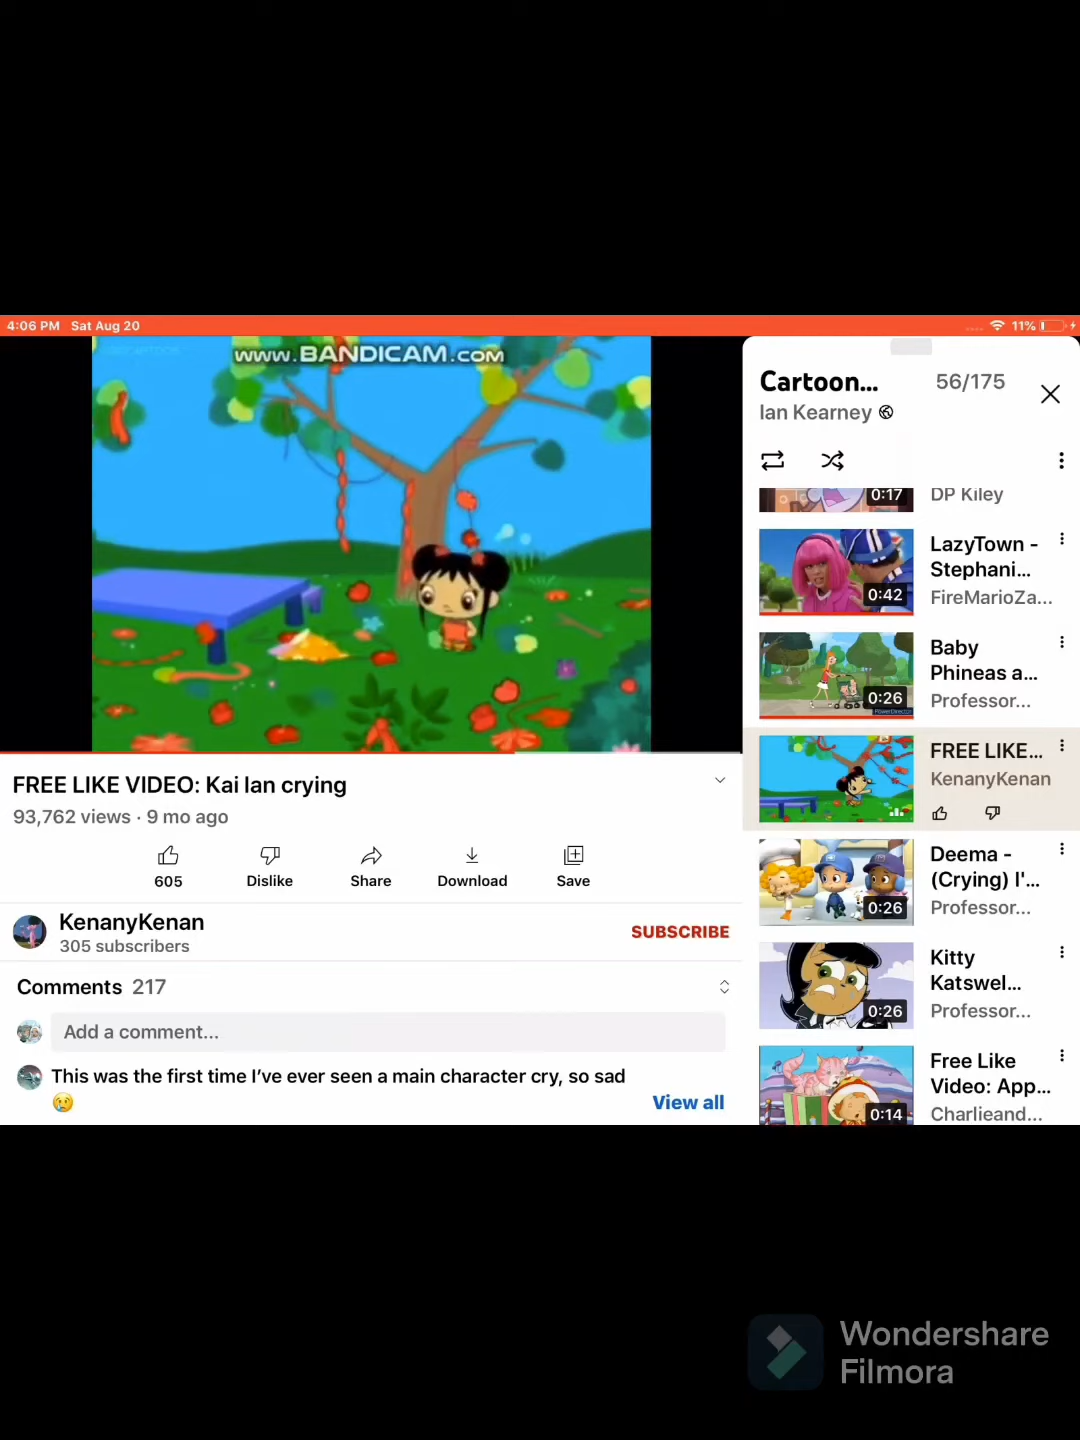 4:06 PM Sat Aug 20
11%
www.BANDICAM.com
Cartoon...
56/175
Ian Kearney
0:17
DP Kiley
LazyTown -
Stephani...
FireMarioZa...
0:42
Baby
Phineas a...
Professor...
0:26
FREE LIKE...
KenanyKenan
Deema -
(Crying) I'...
Professor...
0:26
Kitty
Katswel...
Professor...
0:26
Free Like
Video: App...
Charlieand...
0:14
FREE LIKE VIDEO: Kai lan crying
93,762 views · 9 mo ago
605
Dislike
Share
Download
Save
KenanyKenan
305 subscribers
SUBSCRIBE
Comments 217
Add a comment...
This was the first time I've ever seen a main character cry, so sad
😢
View all
Wondershare
Filmora